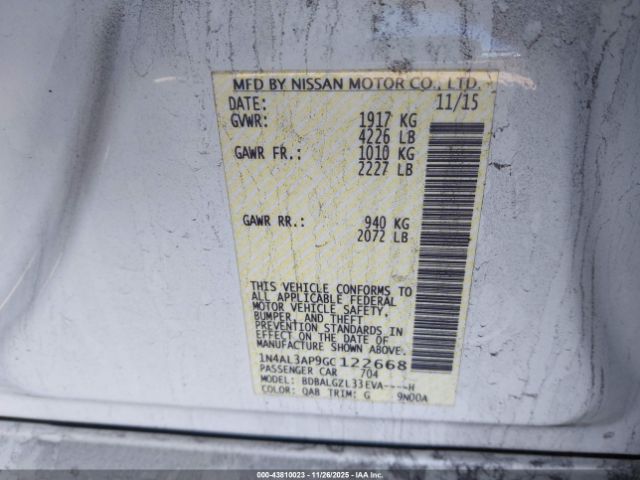 MFD BY NISSAN MOTOR CO., LTD.
DATE: 11/15
GVWR: 1917 KG
4226 LB
GAWR FR.: 1010 KG
2227 LB
GAWR RR.: 940 KG
2072 LB
THIS VEHICLE CONFORMS TO
ALL APPLICABLE FEDERAL
MOTOR VEHICLE SAFETY,
BUMPER, AND THEFT
PREVENTION STANDARDS IN
EFFECT ON THE DATE OF
MANUFACTURE SHOWN ABOVE.
1N4AL3AP9GC122668
PASSENGER CAR 704
MODEL: BDBALGZL33EVA----H
COLOR: QAB TRIM: G 9N00A
000-43810023 | 11/26/2025 - IAA